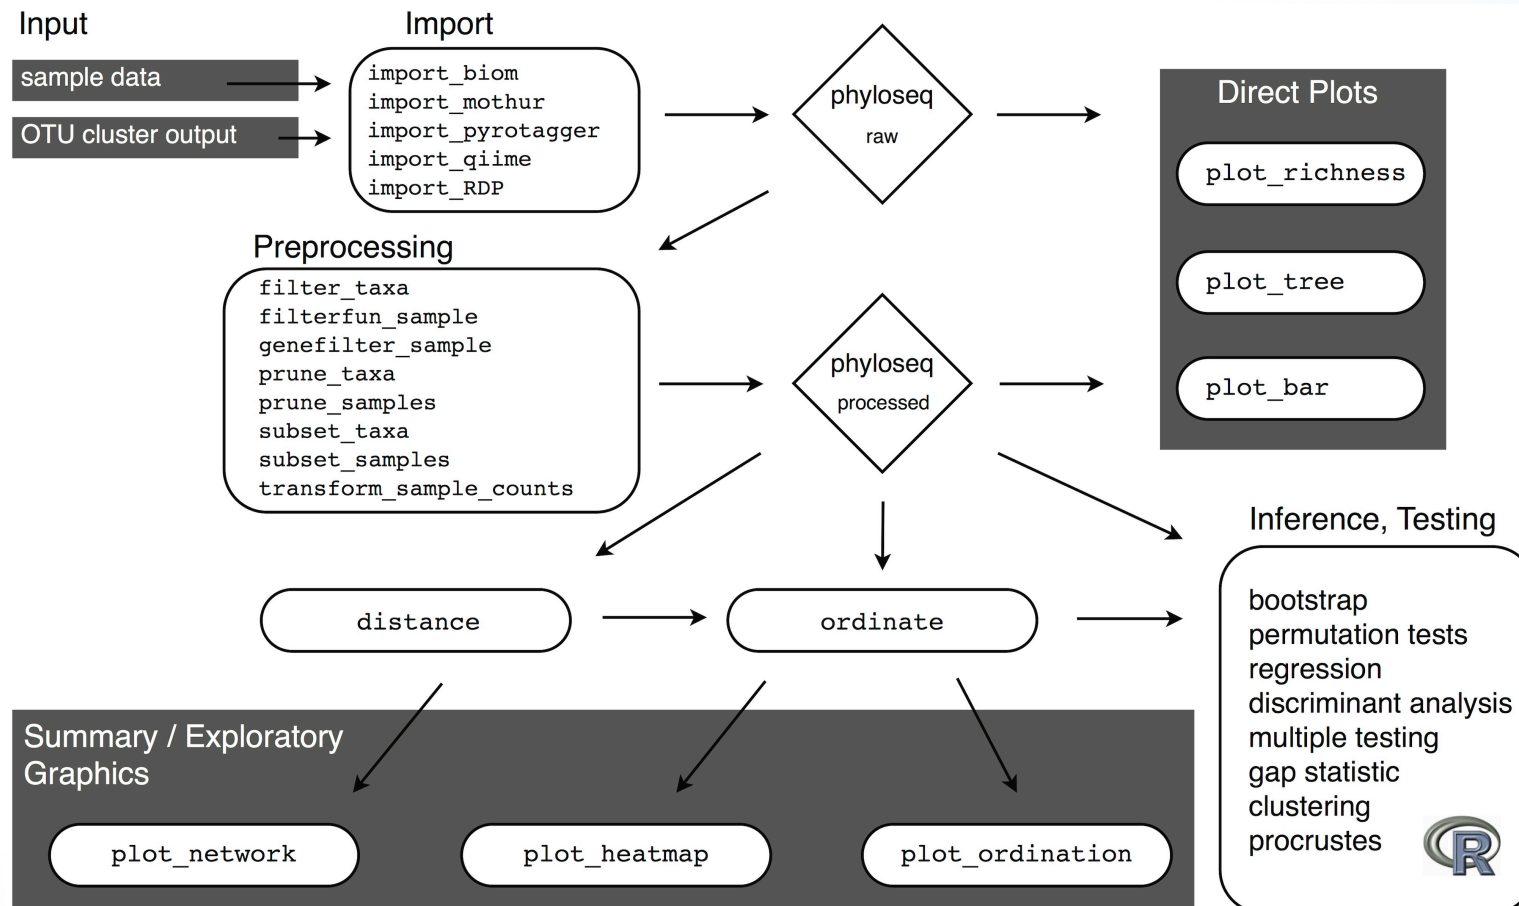 Input
sample data
OTU cluster output
Import
import_biom
import_mothur
import_pyrotagger
import_qiime
import_RDP
phyloseq
raw
Direct Plots
plot_richness
plot_tree
plot_bar
Preprocessing
filter_taxa
filterfun_sample
genefilter_sample
prune_taxa
prune_samples
subset_taxa
subset_samples
transform_sample_counts
phyloseq
processed
distance
ordinate
Inference, Testing
bootstrap
permutation tests
regression
discriminant analysis
multiple testing
gap statistic
clustering
procrustes
R
Summary / Exploratory
Graphics
plot_network
plot_heatmap
plot_ordination